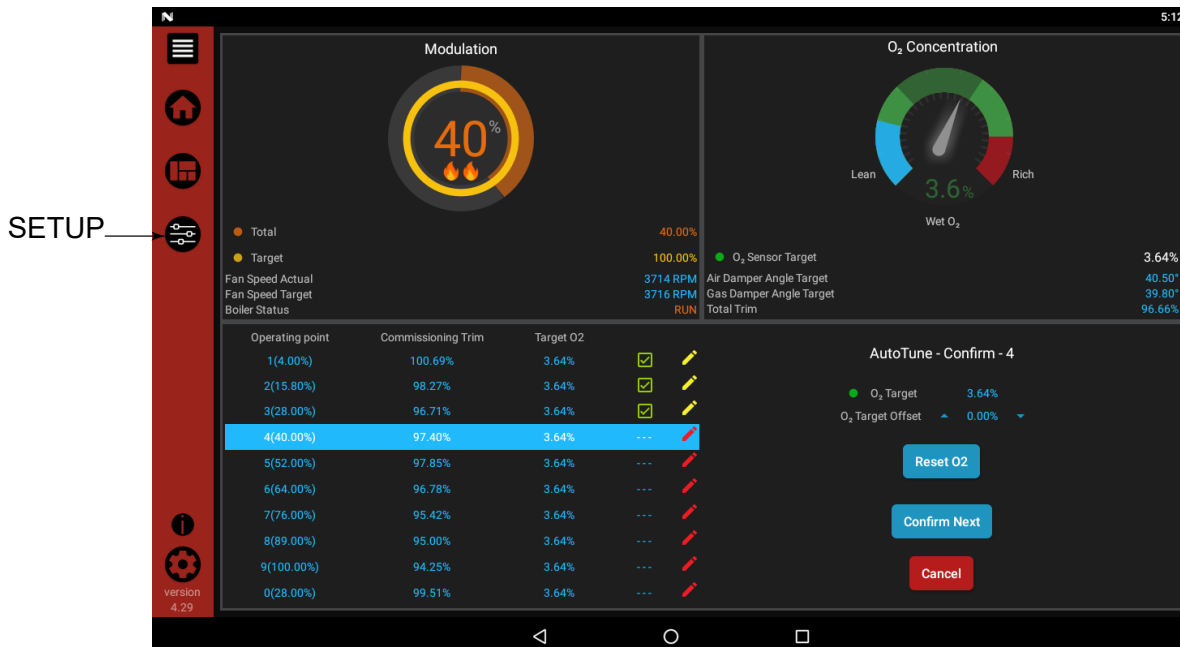 5:12
SETUP
version
4.29
Modulation
40%
Total 40.00%
Target 100.00%
Fan Speed Actual 3714 RPM
Fan Speed Target 3716 RPM
Boiler Status RUN
O₂ Concentration
Lean Rich
3.6%
Wet O₂
O₂ Sensor Target 3.64%
Air Damper Angle Target 40.50°
Gas Damper Angle Target 39.80°
Total Trim 96.66%
Operating point Commissioning Trim Target O2
1(4.00%) 100.69% 3.64%
2(15.80%) 98.27% 3.64%
3(28.00%) 96.71% 3.64%
4(40.00%) 97.40% 3.64% ---
5(52.00%) 97.85% 3.64% ---
6(64.00%) 96.78% 3.64% ---
7(76.00%) 95.42% 3.64% ---
8(89.00%) 95.00% 3.64% ---
9(100.00%) 94.25% 3.64% ---
0(28.00%) 99.51% 3.64% ---
AutoTune - Confirm - 4
O₂ Target 3.64%
O₂ Target Offset 0.00%
Reset O2
Confirm Next
Cancel